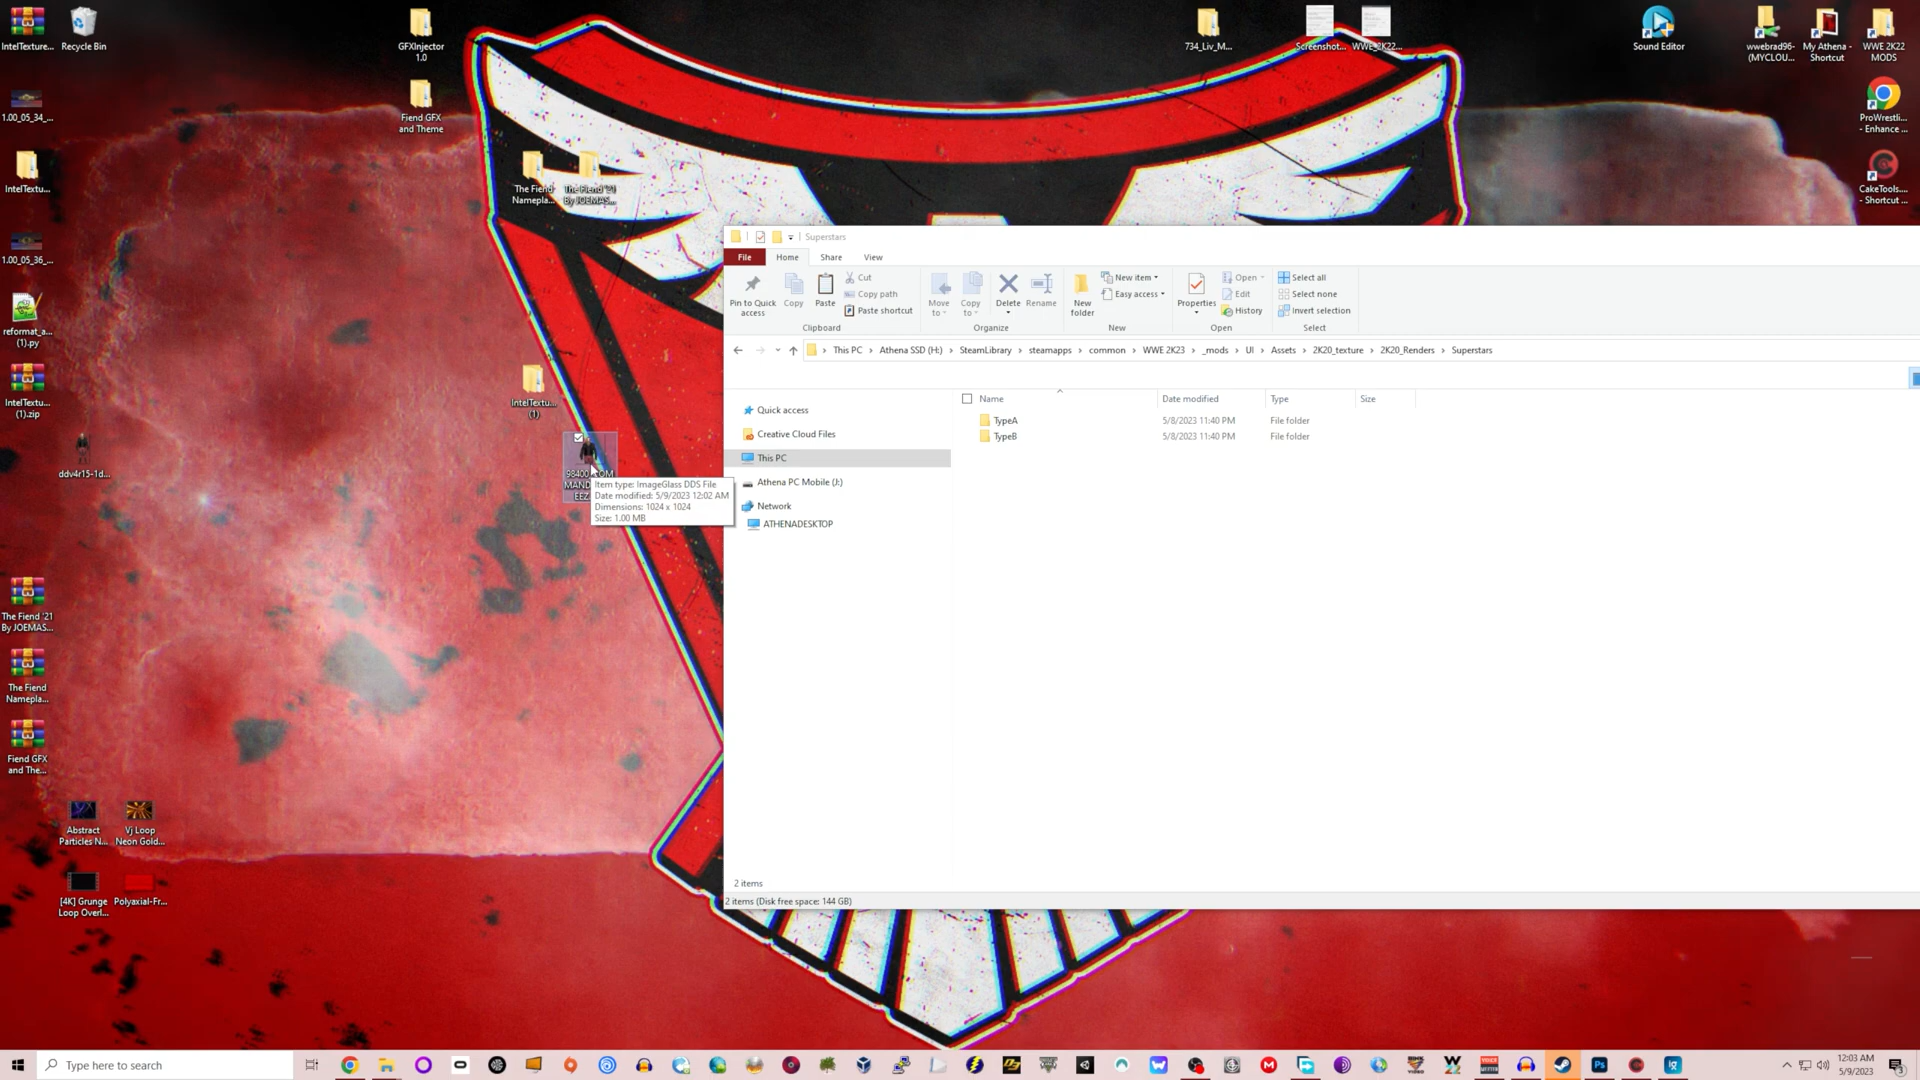 IntelTexture...
Recycle Bin
GFXInjector
1.0
734_Liv_M...
Screenshot...
WWE_2K22...
Sound Editor
wwebrad96-
(MYCLOU...
My Athena -
Shortcut
WWE 2K22
MODS
1.00_05_34_...
Fiend GFX
and Theme
ProWrestli...
- Enhance ...
IntelTextu...
The Fiend
Namepla...
The Fiend '21
By JOEMAS...
CakeTools....
- Shortcut ...
1.00_05_36_...
reformat_a...
(1).py
IntelTextu...
(1).zip
IntelTextu...
(1)
ddv4r15-1d...
98400
OM
MAND
EEZ
Item type: ImageGlass DDS File
Date modified: 5/9/2023 12:02 AM
Dimensions: 1024 x 1024
Size: 1.00 MB
The Fiend '21
By JOEMAS...
The Fiend
Namepla...
Fiend GFX
and The...
Abstract
Particles N...
Vj Loop
Neon Gold...
[4K] Grunge
Loop Overl...
Polyaxial-Fr...
Superstars
File Home Share View
Pin to Quick
access
Copy
Paste
Cut
Copy path
Paste shortcut
Clipboard
Move
to
Copy
to
Delete
Rename
Organize
New
folder
New item
Easy access
New
Properties
Open
Edit
History
Open
Select all
Select none
Invert selection
Select
This PC > Athena SSD (H:) > SteamLibrary > steamapps > common > WWE 2K23 > _mods > UI > Assets > 2K20_texture > 2K20_Renders > Superstars
Name Date modified Type Size
TypeA 5/8/2023 11:40 PM File folder
TypeB 5/8/2023 11:40 PM File folder
Quick access
Creative Cloud Files
This PC
Athena PC Mobile (J:)
Network
ATHENADESKTOP
2 items
2 items (Disk free space: 144 GB)
Type here to search
12:03 AM
5/9/2023